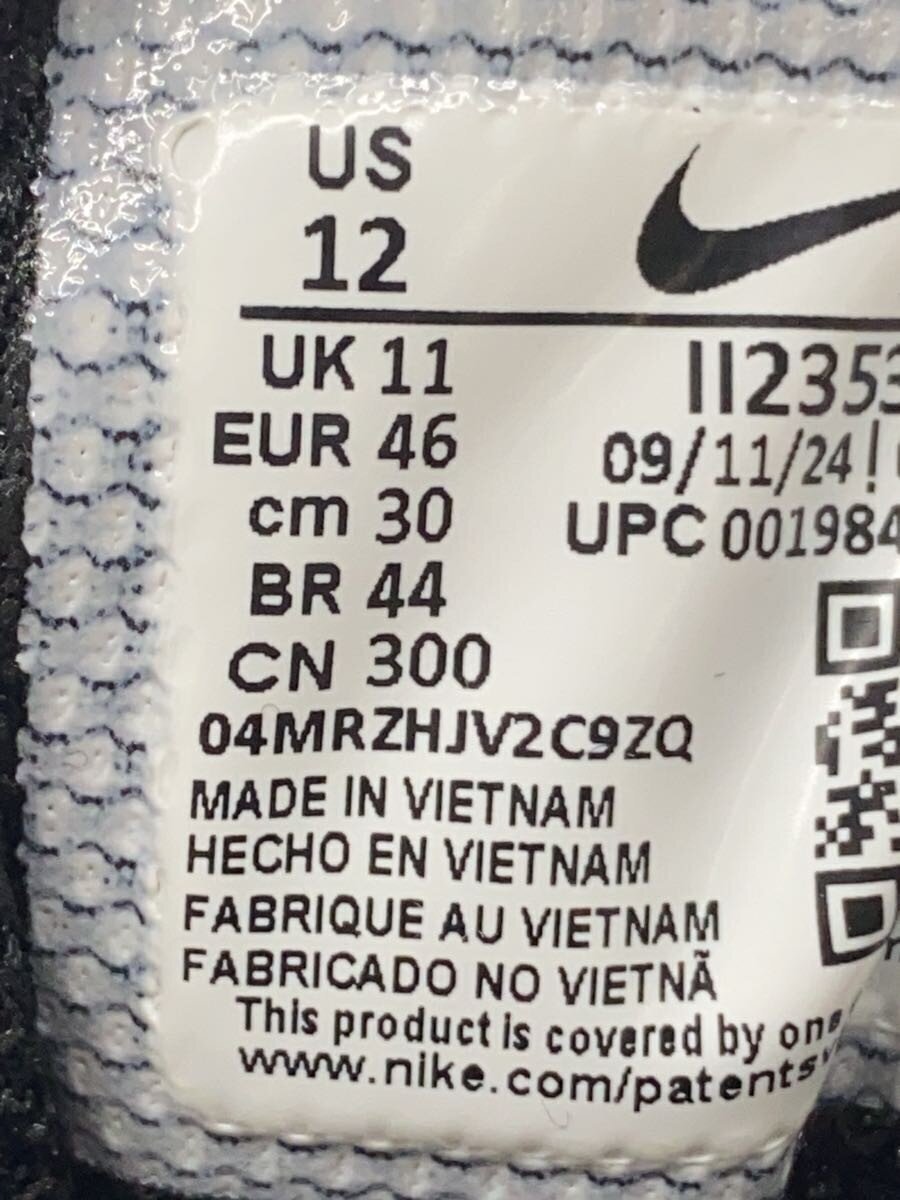 US
12
UK 11
EUR 46
cm 30
BR 44
CN 300
112353
09/11/24
UPC 001984
04MRZHJV2C9ZQ
MADE IN VIETNAM
HECHO EN VIETNAM
FABRIQUE AU VIETNAM
FABRICADO NO VIETNÃ
This product is covered by one
www.nike.com/patents